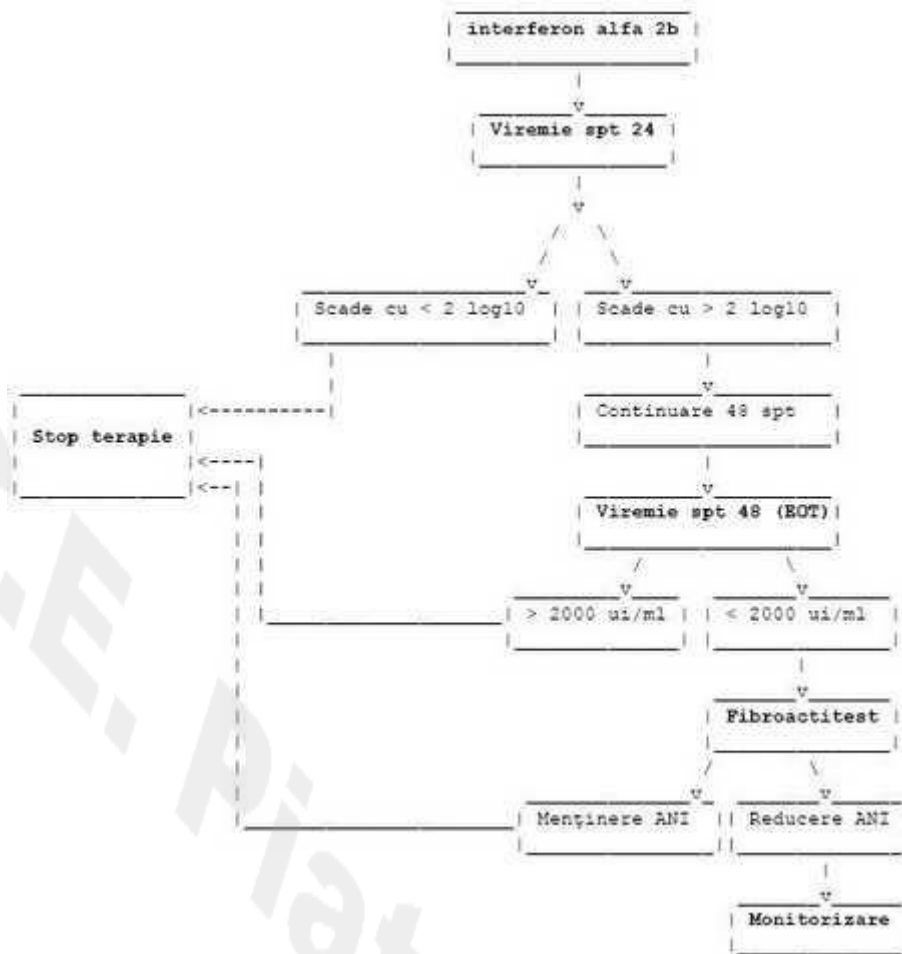 interferon alfa 2b
Viremie spt 24
Scade cu < 2 log10
Scade cu > 2 log10
Continuare 48 spt
Stop terapie
Viremie spt 48 (EOT)
> 2000 ui/ml
< 2000 ui/ml
Fibroactitest
Menţinere ANI
Reducere ANI
Monitorizare